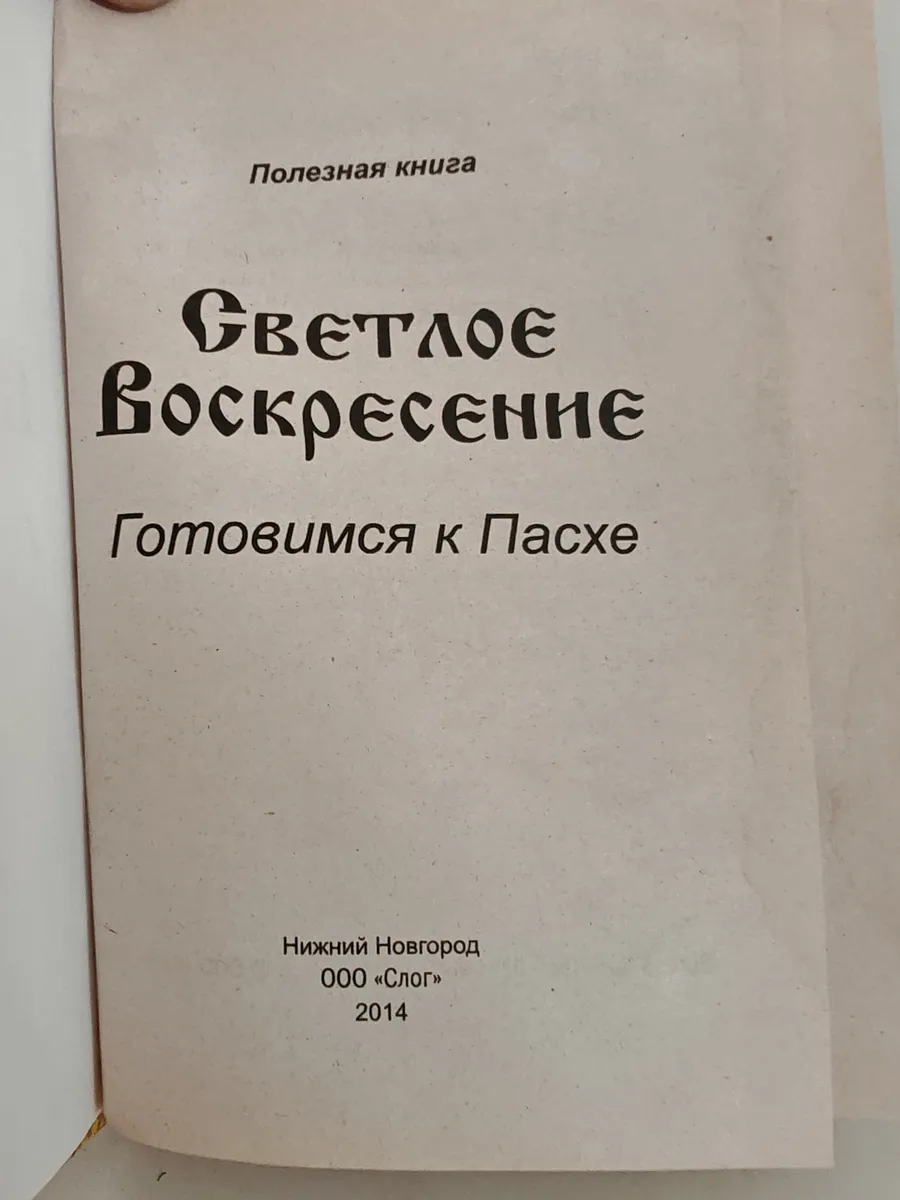 Полезная книга
Светлое
Воскресение
Готовимся к Пасхе
Нижний Новгород
ООО «Слог»
2014